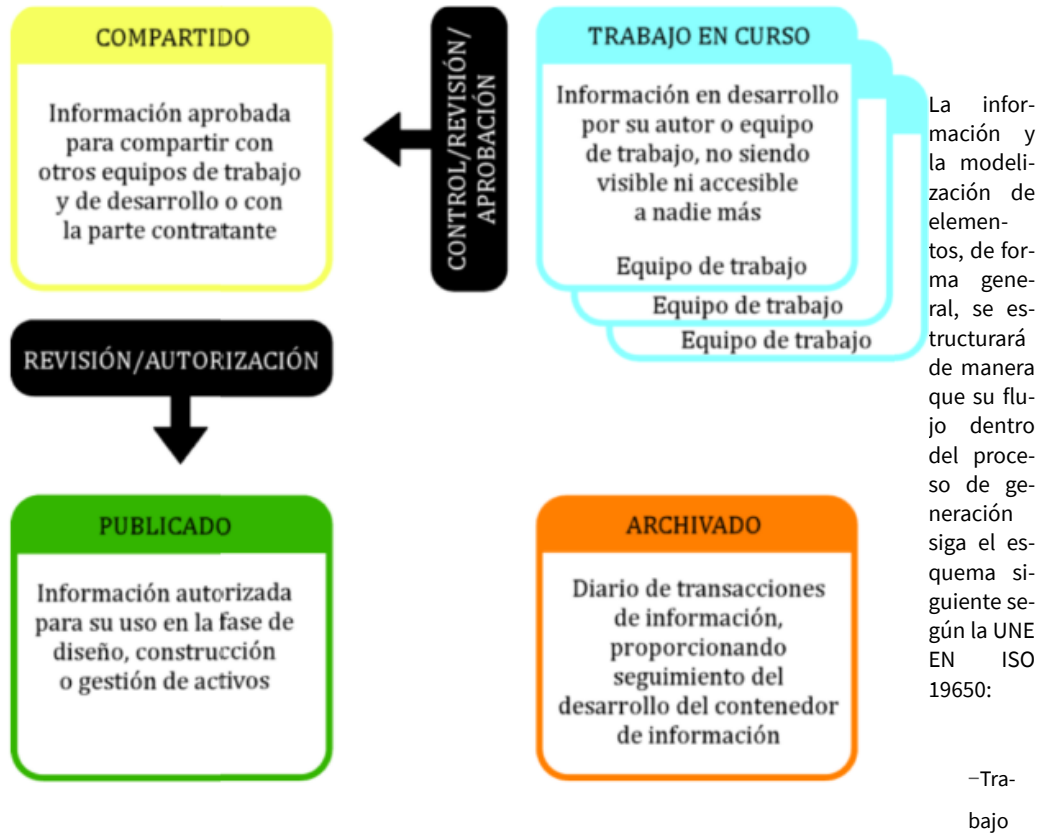 COMPARTIDO
Información aprobada
para compartir con
otros equipos de trabajo
y de desarrollo o con
la parte contratante
CONTROL/REVISIÓN/
APROBACIÓN
TRABAJO EN CURSO
Información en desarrollo
por su autor o equipo
de trabajo, no siendo
visible ni accesible
a nadie más
Equipo de trabajo
Equipo de trabajo
Equipo de trabajo
REVISIÓN/AUTORIZACIÓN
PUBLICADO
Información autorizada
para su uso en la fase de
diseño, construcción
o gestión de activos
ARCHIVADO
Diario de transacciones
de información,
proporcionando
seguimiento del
desarrollo del contenedor
de información
La infor-
mación y
la modeli-
zación de
elemen-
tos, de for-
ma gene-
ral, se es-
tructurará
de manera
que su flu-
jo dentro
del proce-
so de ge-
neración
siga el es-
quema si-
guiente se-
gún la UNE
EN ISO
19650:
–Tra-
bajo